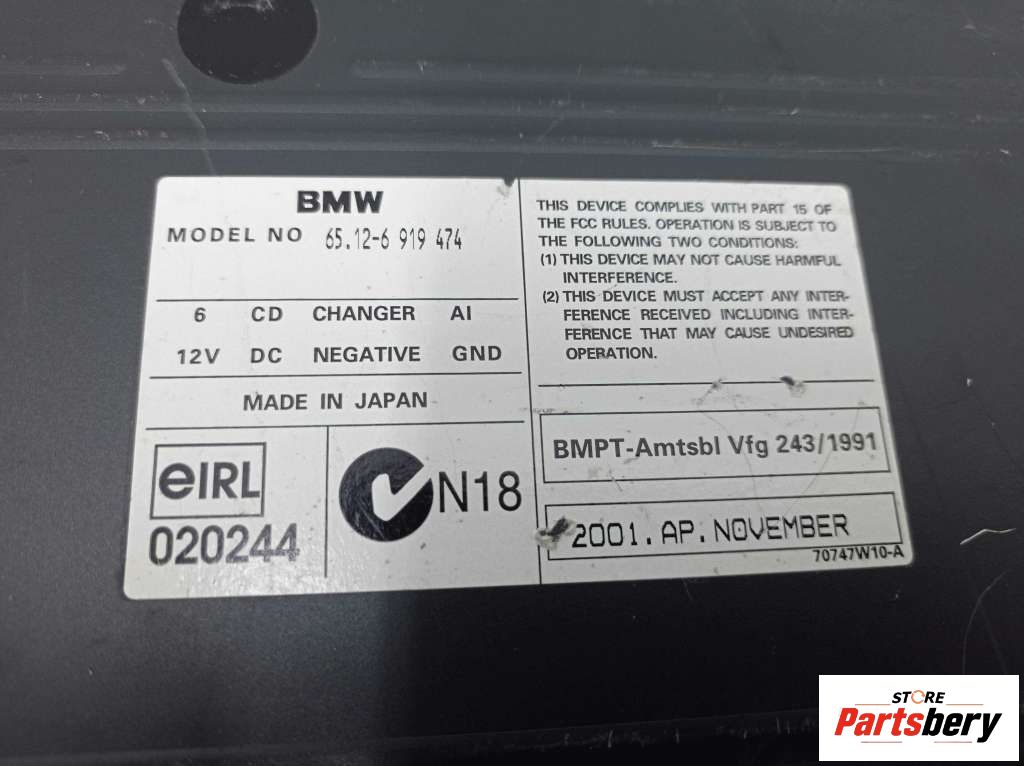 BMW
MODEL NO 65.12-6 919 474
6 CD CHANGER AI
12V DC NEGATIVE GND
MADE IN JAPAN
eIRL
020244
N18
THIS DEVICE COMPLIES WITH PART 15 OF
THE FCC RULES. OPERATION IS SUBJECT TO
THE FOLLOWING TWO CONDITIONS:
(1) THIS DEVICE MAY NOT CAUSE HARMFUL
INTERFERENCE.
(2) THIS DEVICE MUST ACCEPT ANY INTER-
FERENCE RECEIVED INCLUDING INTER-
FERENCE THAT MAY CAUSE UNDESIRED
OPERATION.
BMPT-Amtsbl Vfg 243/1991
2001. AP. NOVEMBER
70747W10-A
STORE
Partsbery